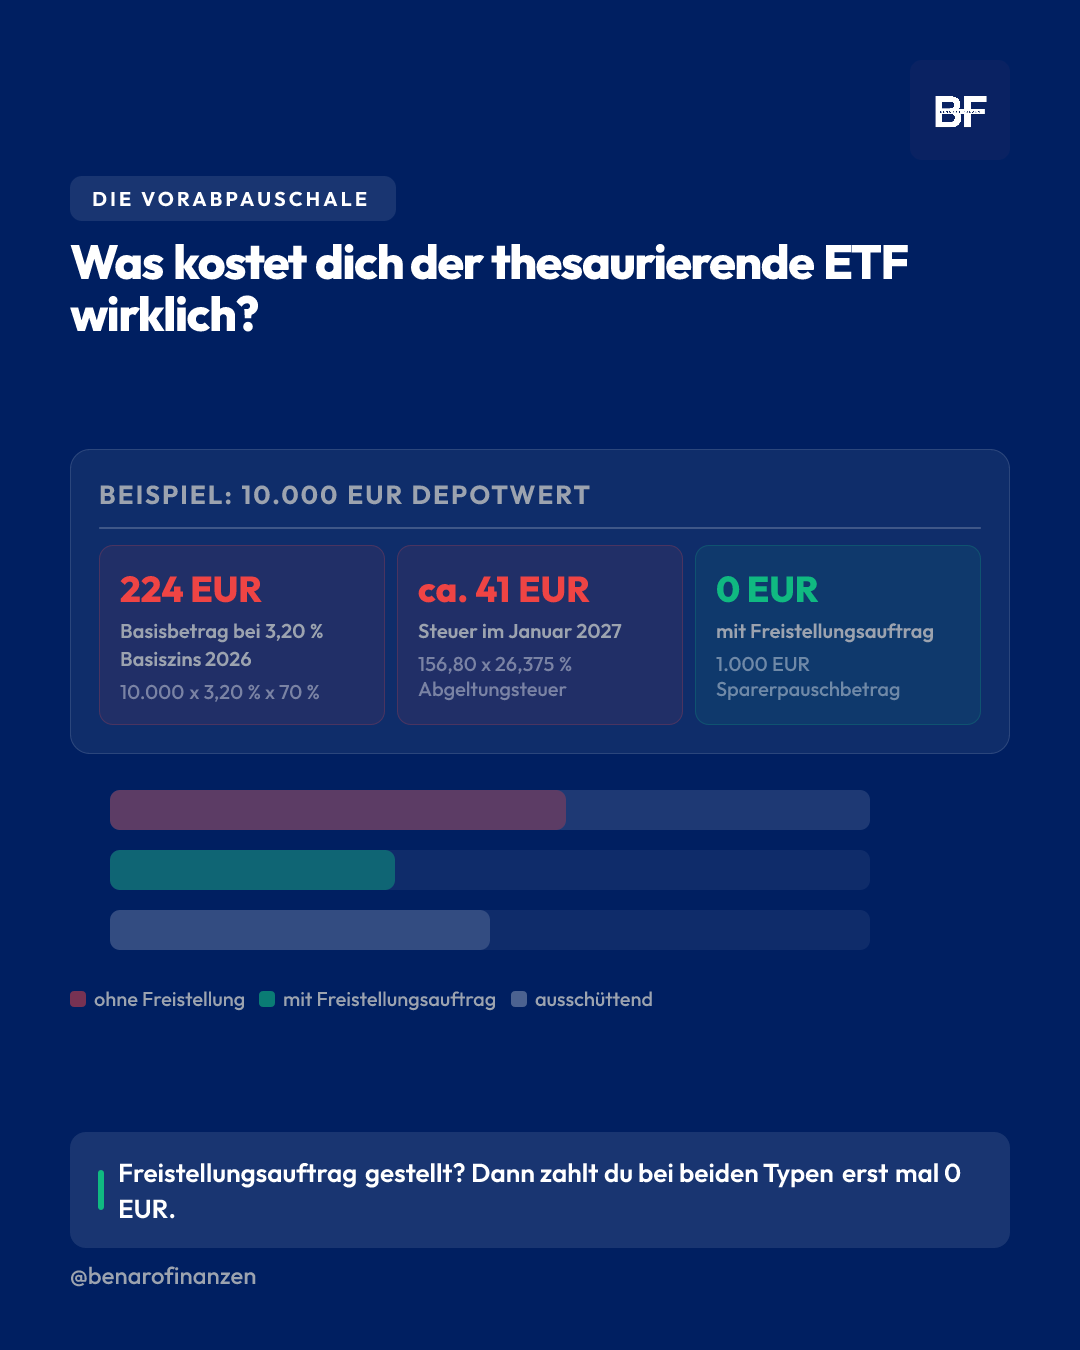 BF
DIE VORABPAUSCHALE
Was kostet dich der thesaurierende ETF
wirklich?
BEISPIEL: 10.000 EUR DEPOTWERT
224 EUR
Basisbetrag bei 3,20 %
Basiszins 2026
10.000 x 3,20 % x 70 %
ca. 41 EUR
Steuer im Januar 2027
156,80 x 26,375 %
Abgeltungsteuer
0 EUR
mit Freistellungsauftrag
1.000 EUR
Sparerpauschbetrag
ohne Freistellung
mit Freistellungsauftrag
ausschüttend
Freistellungsauftrag gestellt? Dann zahlt du bei beiden Typen erst mal 0
EUR.
@benarofinanzen